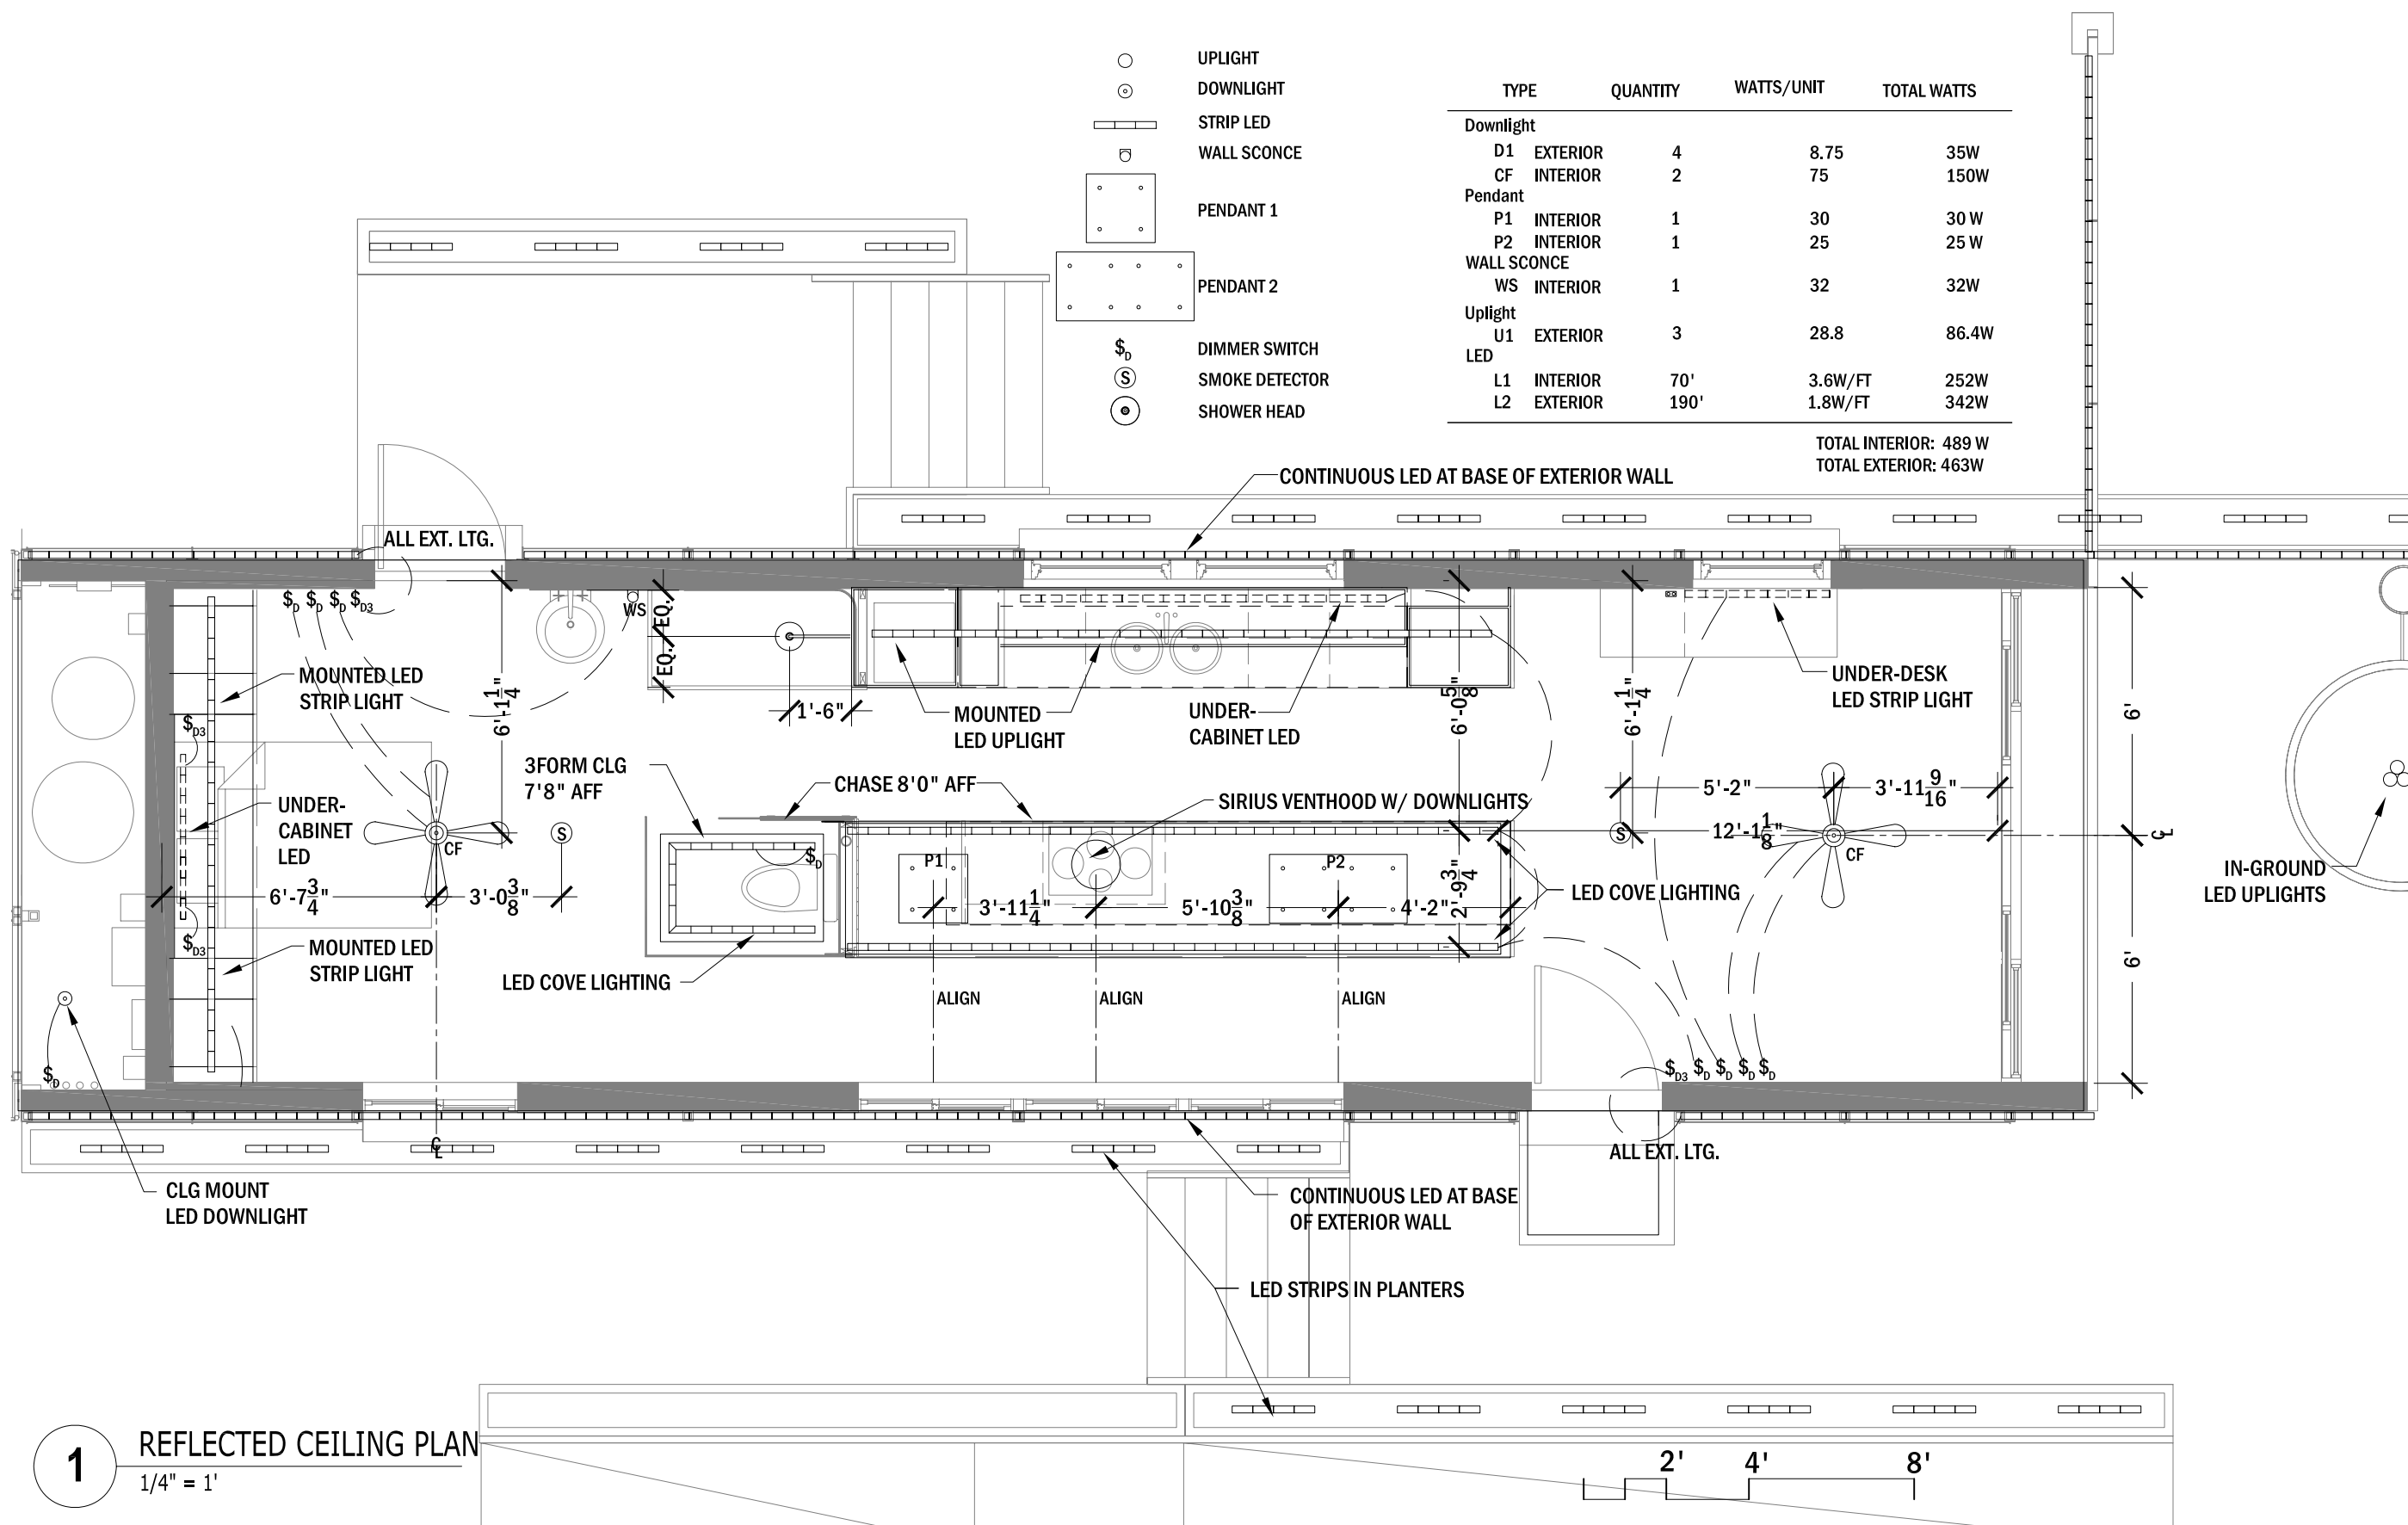 UPLIGHT
DOWNLIGHT
STRIP LED
WALL SCONCE
PENDANT 1
PENDANT 2
$D DIMMER SWITCH
S SMOKE DETECTOR
SHOWER HEAD
TYPE QUANTITY WATTS/UNIT TOTAL WATTS
Downlight
D1 EXTERIOR 4 8.75 35W
CF INTERIOR 2 75 150W
Pendant
P1 INTERIOR 1 30 30 W
P2 INTERIOR 1 25 25 W
WALL SCONCE
WS INTERIOR 1 32 32W
Uplight
U1 EXTERIOR 3 28.8 86.4W
LED
L1 INTERIOR 70' 3.6W/FT 252W
L2 EXTERIOR 190' 1.8W/FT 342W
TOTAL INTERIOR: 489 W
TOTAL EXTERIOR: 463W
CONTINUOUS LED AT BASE OF EXTERIOR WALL
ALL EXT. LTG.
$D $D $D $D3
WS
EQ.
EQ.
MOUNTED LED
STRIP LIGHT
6'-1 1/4"
1'-6"
MOUNTED
LED UPLIGHT
UNDER-
CABINET LED
6'-0 5/8"
6'-1 1/4"
UNDER-DESK
LED STRIP LIGHT
6'
$D3
3FORM CLG
7'8" AFF
CHASE 8'0" AFF
SIRIUS VENTHOOD W/ DOWNLIGHTS
5'-2"
3'-11 9/16"
UNDER-
CABINET
LED
CF
S
$D
P1
P2
S
12'-1 1/8"
CF
℄
IN-GROUND
LED UPLIGHTS
6'-7 3/4"
3'-0 3/8"
3'-11 1/4"
5'-10 3/8"
4'-2"
2'-9 3/4"
LED COVE LIGHTING
$D3
MOUNTED LED
STRIP LIGHT
LED COVE LIGHTING
6'
ALIGN
ALIGN
ALIGN
$D
$D3 $D $D $D $D
℄
ALL EXT. LTG.
CLG MOUNT
LED DOWNLIGHT
CONTINUOUS LED AT BASE
OF EXTERIOR WALL
LED STRIPS IN PLANTERS
1
REFLECTED CEILING PLAN
1/4" = 1'
2' 4' 8'